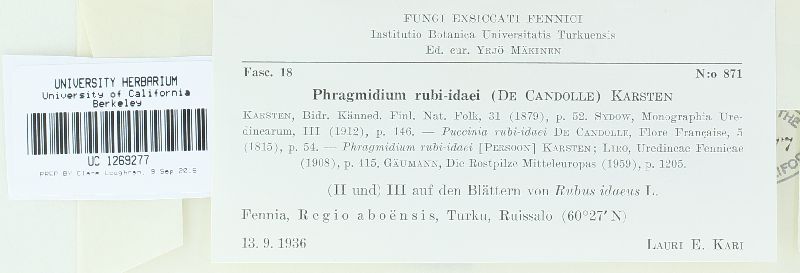 UNIVERSITY HERBARIUM
University of California
Berkeley
UC 1269277
FUNGI EXSICCATI FENNICI
Institutio Botanica Universitatis Turkuensis
Ed. cur. YRJÖ MÄKINEN
Fasc. 18 N:o 871
Phragmidium rubi-idaei (DE CANDOLLE) KARSTEN
KARSTEN, Bidr. Känned. Finl. Nat. Folk, 31 (1879), p. 52. SYDOW, Monographia Ure-
dinearum, III (1912), p. 146. — Puccinia rubi-idaei DE CANDOLLE, Flore Française, 5
(1815), p. 54. — Phragmidium rubi-idaei [PERSOON] KARSTEN; LIRO, Uredineae Fennicae
(1908), p. 415. GÄUMANN, Die Rostpilze Mitteleuropas (1959), p. 1205.
(II und) III auf den Blättern von Rubus idaeus L.
Fennia, Regio aboënsis, Turku, Ruissalo (60°27′ N)
13. 9. 1936 LAURI E. KARI